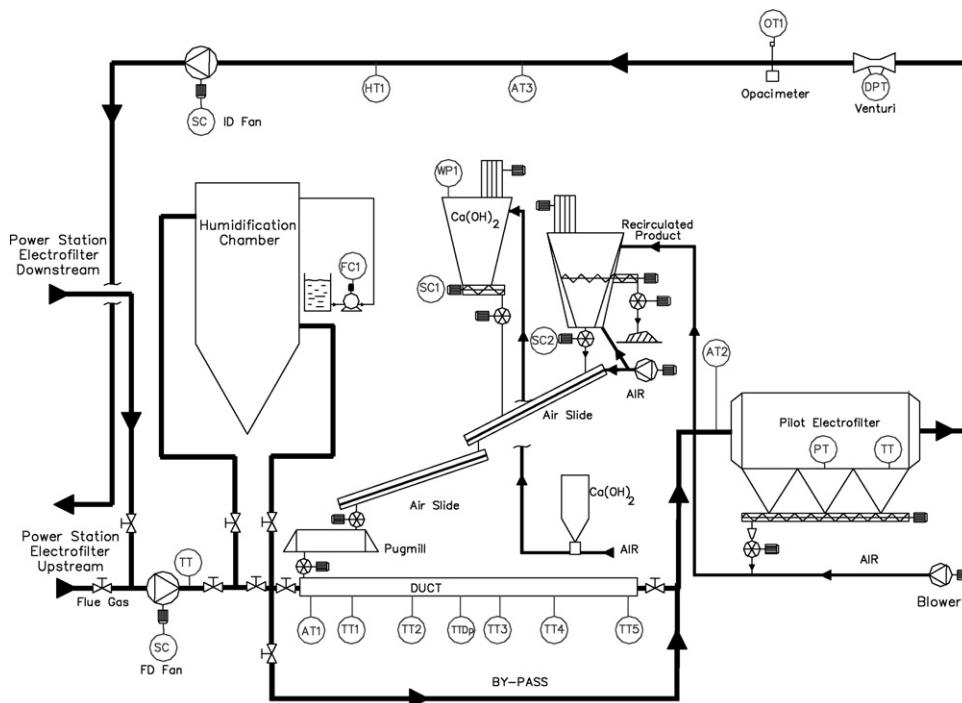 OT1
DPT
Opacimeter
Venturi
HT1
AT3
SC
ID Fan
WP1
Ca(OH)2
Humidification
Chamber
Recirculated
Product
Power Station
Electrofilter
Downstream
FC1
SC1
SC2
AT2
AIR
Air Slide
Pilot Electrofilter
PT
TT
Air Slide
Ca(OH)2
Power Station
Electrofilter
Upstream
Pugmill
AIR
TT
AIR
Flue Gas
DUCT
Blower
AT1
TT1
TT2
TTDp
TT3
TT4
TT5
SC
FD Fan
BY-PASS